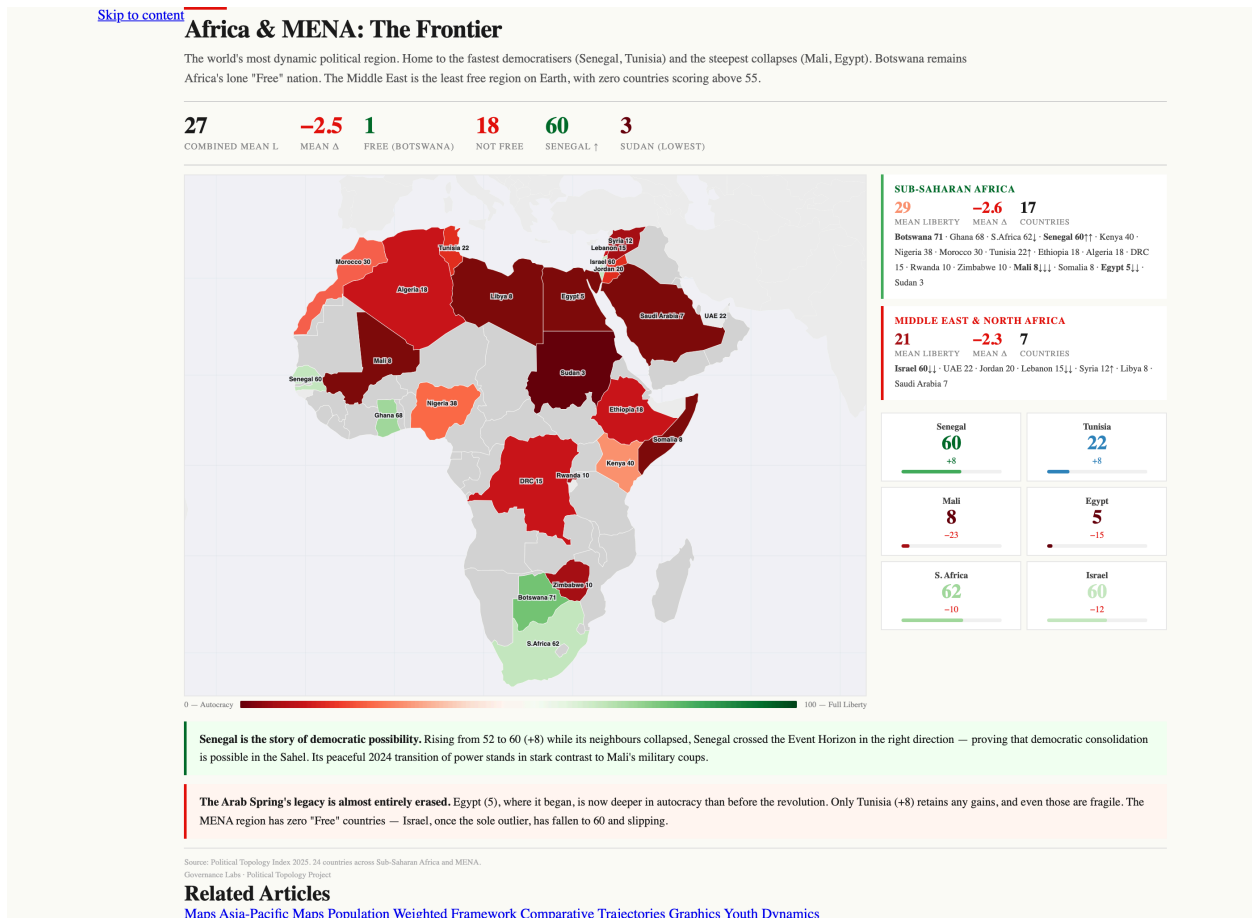 Skip to content
Africa & MENA: The Frontier
The world's most dynamic political region. Home to the fastest democratisers (Senegal, Tunisia) and the steepest collapses (Mali, Egypt). Botswana remains
Africa's lone "Free" nation. The Middle East is the least free region on Earth, with zero countries scoring above 55.
27
COMBINED MEAN L
−2.5
MEAN Δ
1
FREE (BOTSWANA)
18
NOT FREE
60
SENEGAL ↑
3
SUDAN (LOWEST)
Morocco 30
Algeria 18
Tunisia 22
Libya 8
Egypt 5
Syria 12
Lebanon 15
Israel 60
Jordan 20
Saudi Arabia 7
UAE 22
Mali 8
Senegal 60
Ghana 68
Nigeria 38
Sudan 3
Ethiopia 18
Somalia 8
Kenya 40
Rwanda 10
DRC 15
Zimbabwe 10
Botswana 71
S.Africa 62
0 — Autocracy
100 — Full Liberty
SUB-SAHARAN AFRICA
29
MEAN LIBERTY
−2.6
MEAN Δ
17
COUNTRIES
Botswana 71 · Ghana 68 · S.Africa 62↓ · Senegal 60↑↑ · Kenya 40 ·
Nigeria 38 · Morocco 30 · Tunisia 22↑ · Ethiopia 18 · Algeria 18 · DRC
15 · Rwanda 10 · Zimbabwe 10 · Mali 8↓↓↓ · Somalia 8 · Egypt 5↓↓ ·
Sudan 3
MIDDLE EAST & NORTH AFRICA
21
MEAN LIBERTY
−2.3
MEAN Δ
7
COUNTRIES
Israel 60↓↓ · UAE 22 · Jordan 20 · Lebanon 15↓↓ · Syria 12↑ · Libya 8 ·
Saudi Arabia 7
Senegal
60
+8
Tunisia
22
+8
Mali
8
−23
Egypt
5
−15
S. Africa
62
−10
Israel
60
−12
Senegal is the story of democratic possibility. Rising from 52 to 60 (+8) while its neighbours collapsed, Senegal crossed the Event Horizon in the right direction — proving that democratic consolidation
is possible in the Sahel. Its peaceful 2024 transition of power stands in stark contrast to Mali's military coups.
The Arab Spring's legacy is almost entirely erased. Egypt (5), where it began, is now deeper in autocracy than before the revolution. Only Tunisia (+8) retains any gains, and even those are fragile. The
MENA region has zero "Free" countries — Israel, once the sole outlier, has fallen to 60 and slipping.
Source: Political Topology Index 2025. 24 countries across Sub-Saharan Africa and MENA.
Governance Labs · Political Topology Project
Related Articles
Maps Asia-Pacific Maps Population Weighted Framework Comparative Trajectories Graphics Youth Dynamics